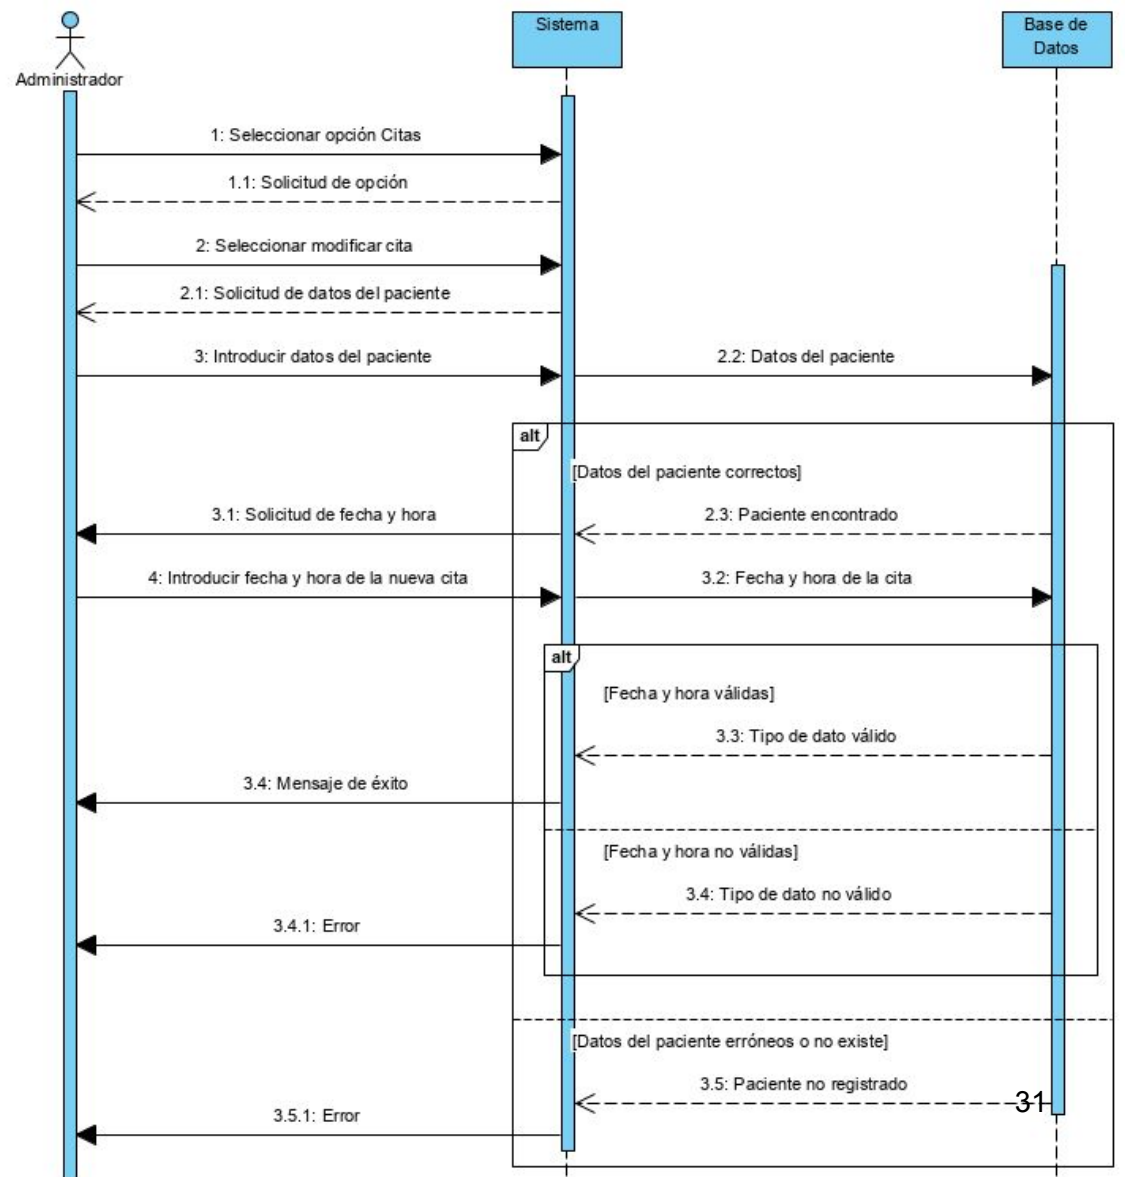 Sistema
Base de
Datos
Administrador
1: Seleccionar opción Citas
1.1: Solicitud de opción
2: Seleccionar modificar cita
2.1: Solicitud de datos del paciente
3: Introducir datos del paciente
2.2: Datos del paciente
alt
[Datos del paciente correctos]
3.1: Solicitud de fecha y hora
2.3: Paciente encontrado
4: Introducir fecha y hora de la nueva cita
3.2: Fecha y hora de la cita
alt
[Fecha y hora válidas]
3.3: Tipo de dato válido
3.4: Mensaje de éxito
[Fecha y hora no válidas]
3.4: Tipo de dato no válido
3.4.1: Error
[Datos del paciente erróneos o no existe]
3.5: Paciente no registrado
31
3.5.1: Error